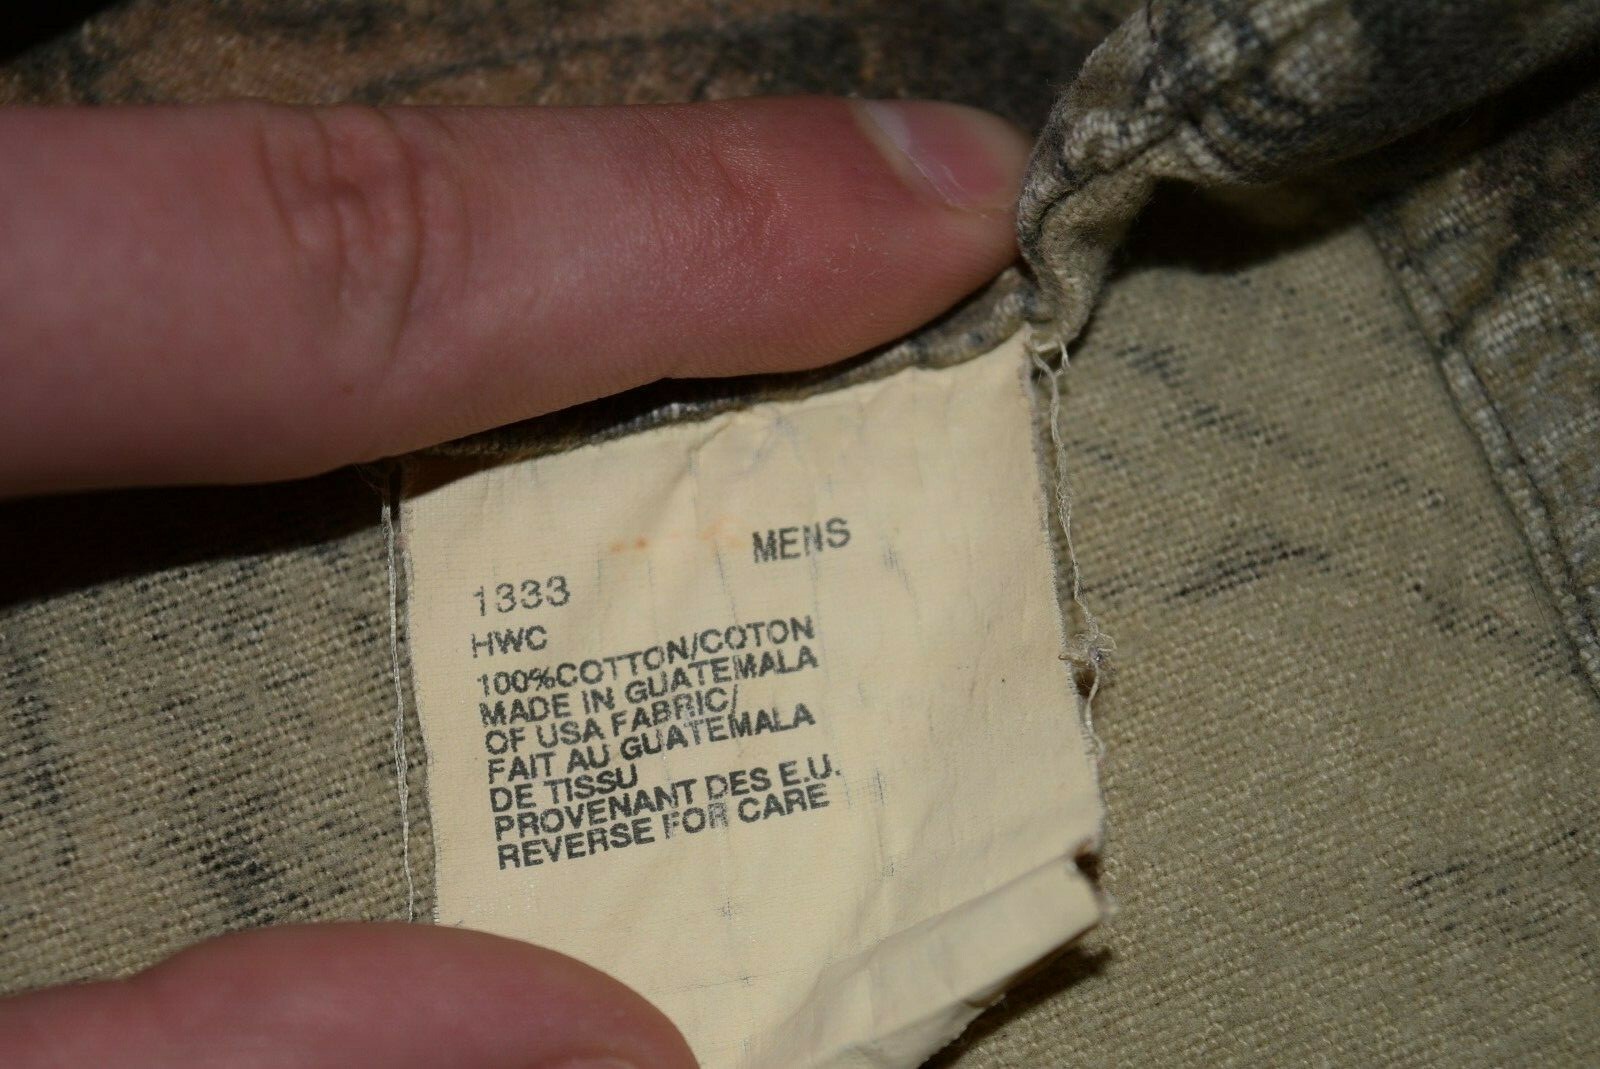 MENS
1333
HWC
100%COTTON/COTON
MADE IN GUATEMALA
OF USA FABRIC/
FAIT AU GUATEMALA
DE TISSU
PROVENANT DES E.U.
REVERSE FOR CARE